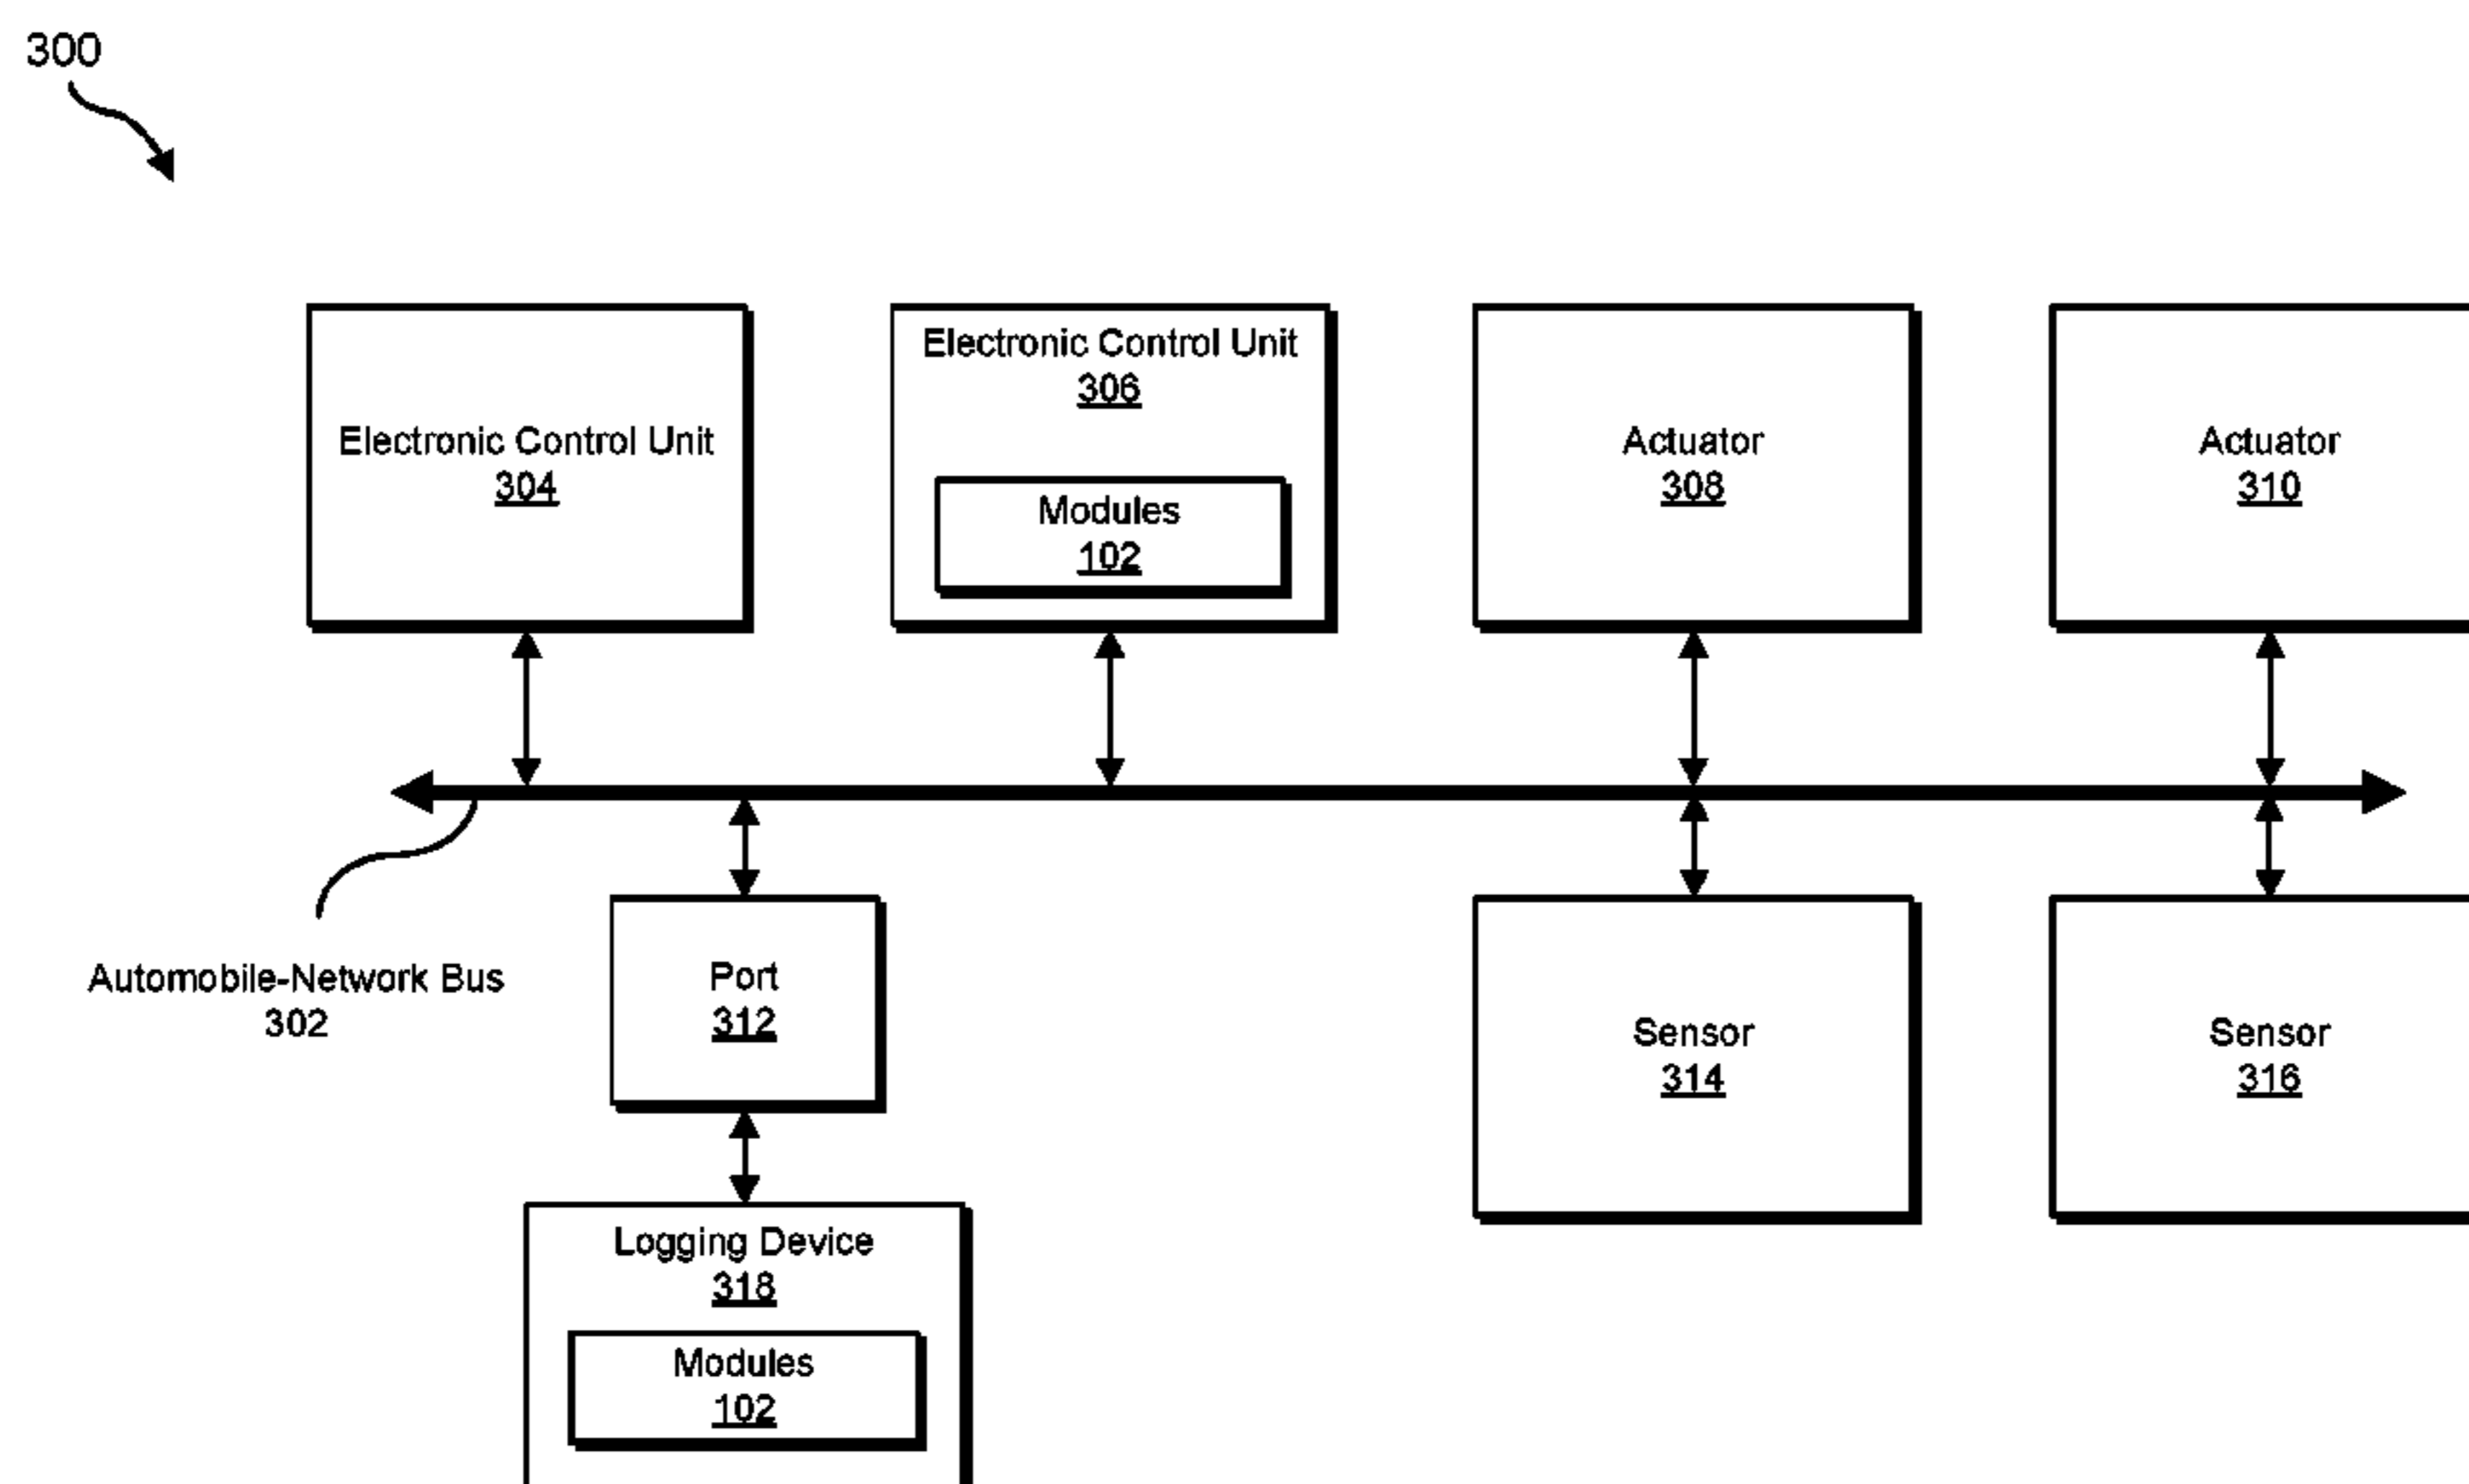 300
Electronic Control Unit
304
Electronic Control Unit
306
Modules
102
Actuator
308
Actuator
310
Automobile-Network Bus
302
Port
312
Sensor
314
Sensor
316
Logging Device
318
Modules
102